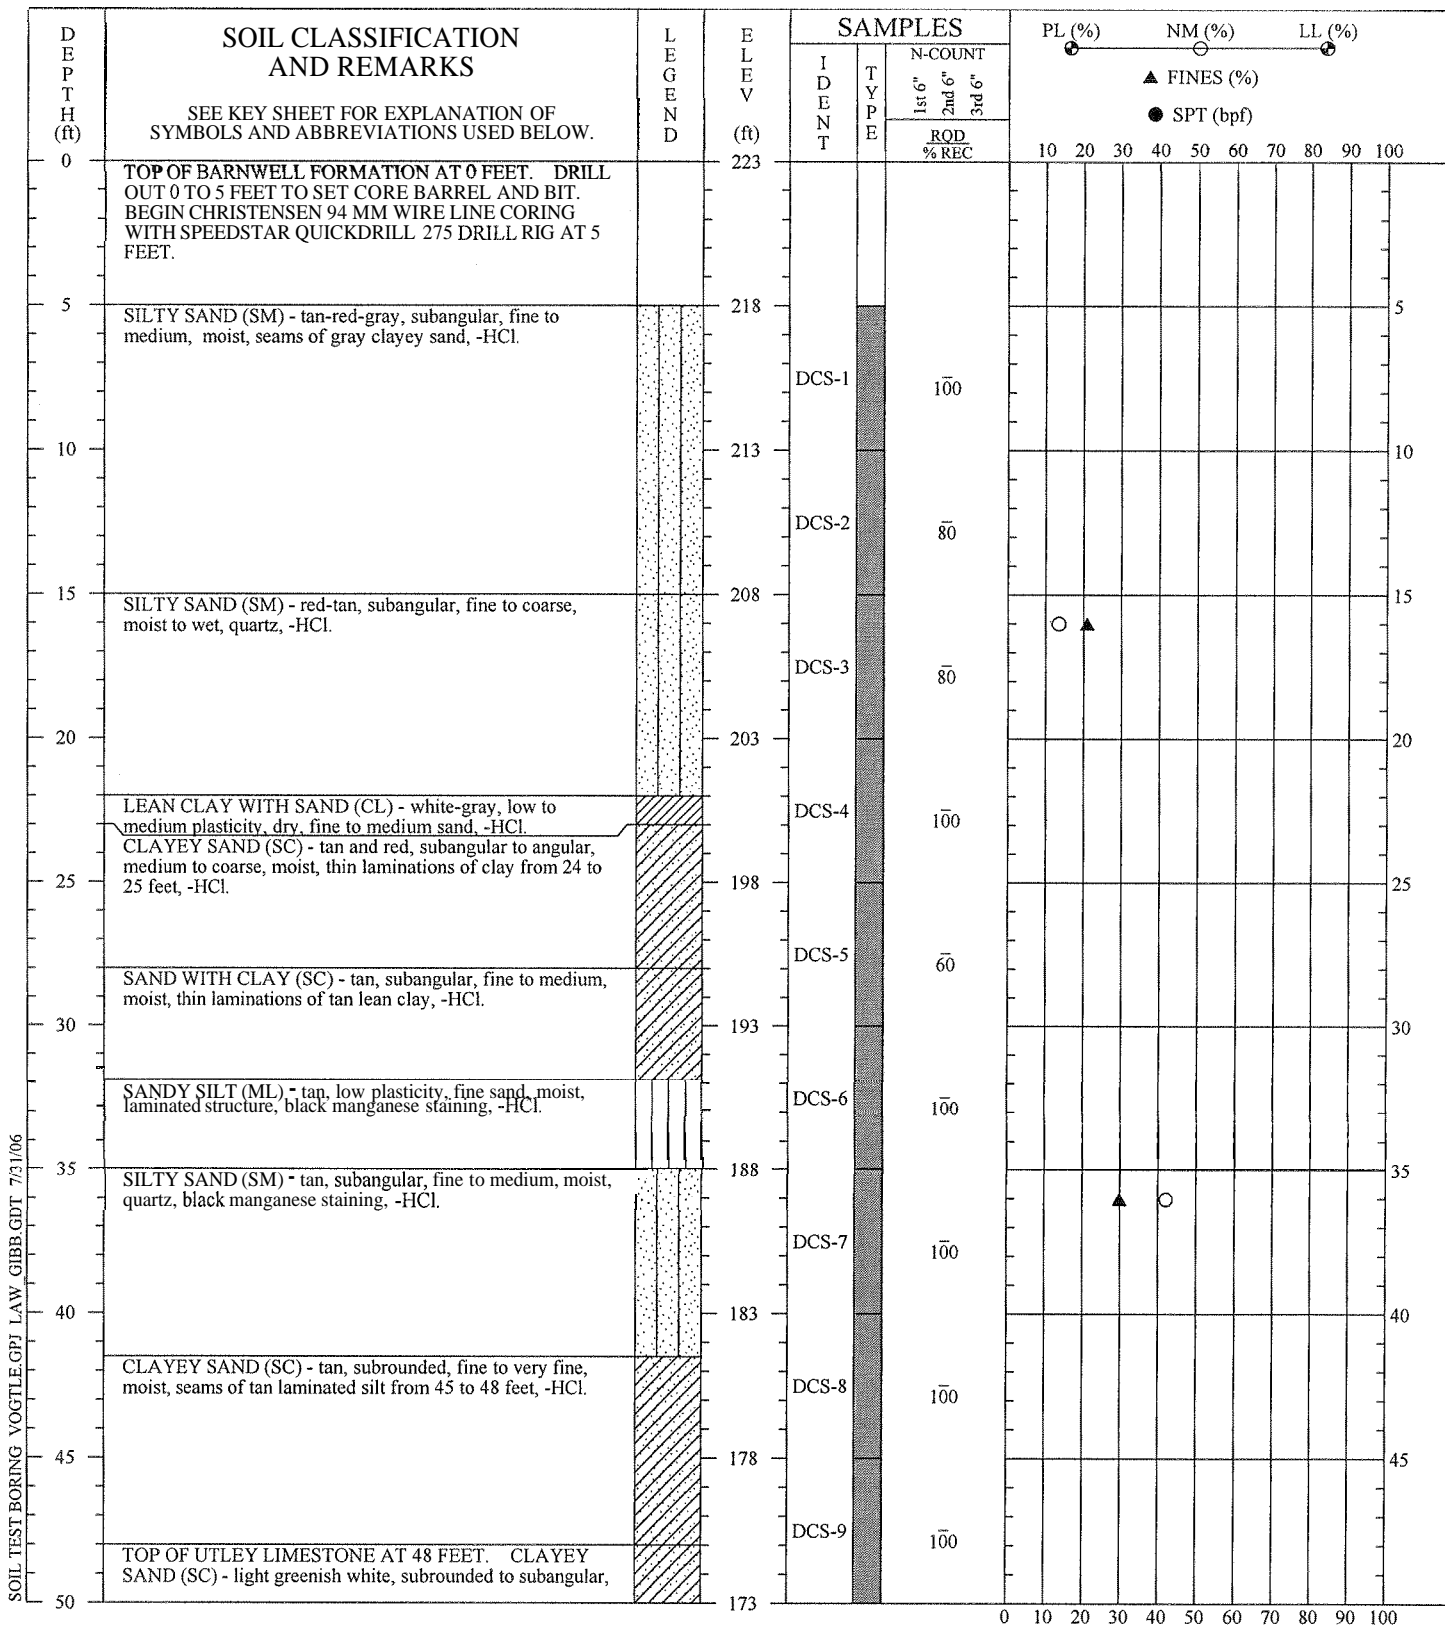 DEPTH (ft)
SOIL CLASSIFICATION
AND REMARKS
SEE KEY SHEET FOR EXPLANATION OF
SYMBOLS AND ABBREVIATIONS USED BELOW.
LEGEND
ELEV (ft)
SAMPLES
IDENT
TYPE
N-COUNT
1st 6"
2nd 6"
3rd 6"
RQD
% REC
PL (%) NM (%) LL (%)
▲ FINES (%)
● SPT (bpf)
10 20 30 40 50 60 70 80 90 100
0
223
TOP OF BARNWELL FORMATION AT 0 FEET. DRILL
OUT 0 TO 5 FEET TO SET CORE BARREL AND BIT.
BEGIN CHRISTENSEN 94 MM WIRE LINE CORING
WITH SPEEDSTAR QUICKDRILL 275 DRILL RIG AT 5
FEET.
5
218
5
SILTY SAND (SM) - tan-red-gray, subangular, fine to
medium, moist, seams of gray clayey sand, -HCl.
DCS-1
-
100
10
213
10
DCS-2
-
80
15
208
15
SILTY SAND (SM) - red-tan, subangular, fine to coarse,
moist to wet, quartz, -HCl.
DCS-3
-
80
20
203
20
LEAN CLAY WITH SAND (CL) - white-gray, low to
medium plasticity, dry, fine to medium sand, -HCl.
DCS-4
-
100
CLAYEY SAND (SC) - tan and red, subangular to angular,
medium to coarse, moist, thin laminations of clay from 24 to
25 feet, -HCl.
25
198
25
DCS-5
-
60
SAND WITH CLAY (SC) - tan, subangular, fine to medium,
moist, thin laminations of tan lean clay, -HCl.
30
193
30
SANDY SILT (ML) - tan, low plasticity, fine sand, moist,
laminated structure, black manganese staining, -HCl.
DCS-6
-
100
35
188
35
SILTY SAND (SM) - tan, subangular, fine to medium, moist,
quartz, black manganese staining, -HCl.
DCS-7
-
100
40
183
40
CLAYEY SAND (SC) - tan, subrounded, fine to very fine,
moist, seams of tan laminated silt from 45 to 48 feet, -HCl.
DCS-8
-
100
45
178
45
DCS-9
-
100
TOP OF UTLEY LIMESTONE AT 48 FEET. CLAYEY
SAND (SC) - light greenish white, subrounded to subangular,
50
173
0 10 20 30 40 50 60 70 80 90 100
SOIL TEST BORING VOGTLE.GPJ LAW_GIBB.GDT 7/31/06